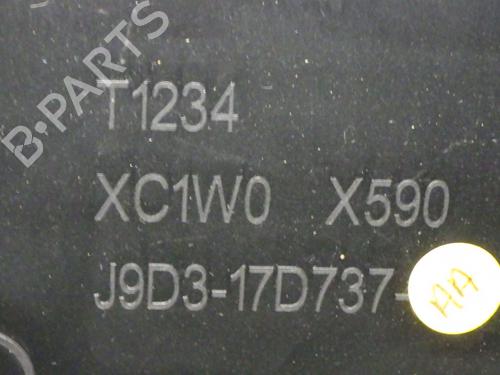 B-PARTS
T1234
XC1W0 X590
J9D3-17D737-
AA